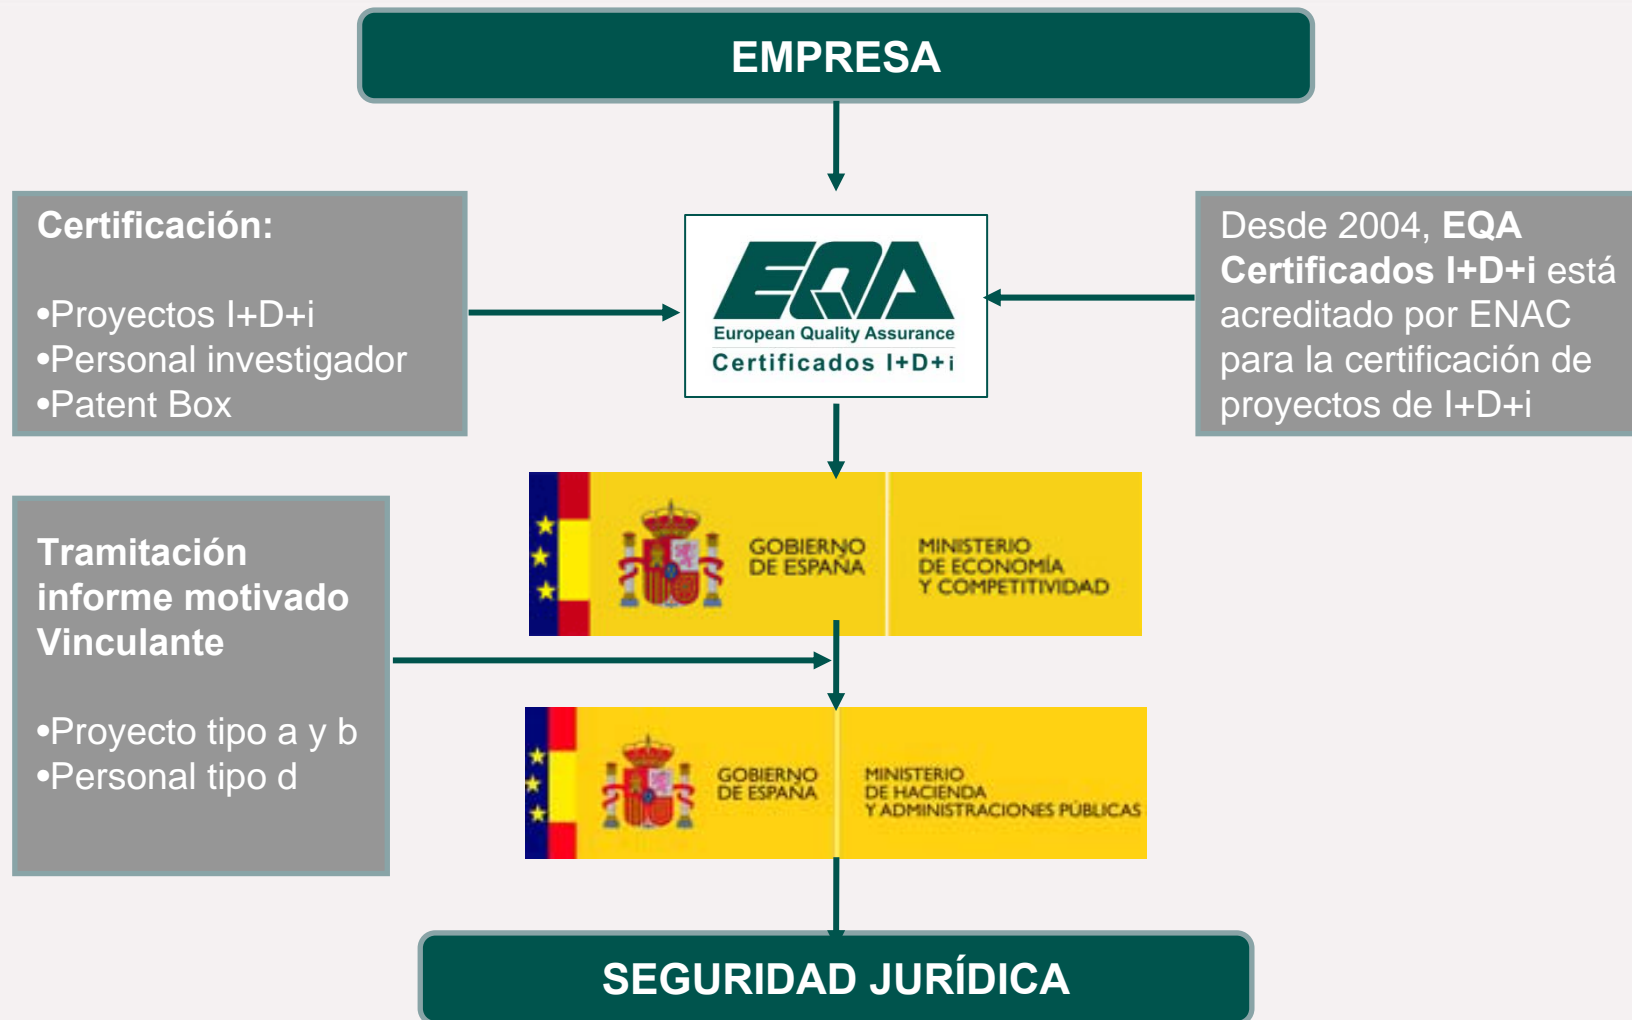 EMPRESA
Certificación:
•Proyectos I+D+i
•Personal investigador
•Patent Box
EQA
European Quality Assurance
Certificados I+D+i
Desde 2004, EQA
Certificados I+D+i está
acreditado por ENAC
para la certificación de
proyectos de I+D+i
GOBIERNO
DE ESPAÑA
MINISTERIO
DE ECONOMÍA
Y COMPETITIVIDAD
Tramitación
informe motivado
Vinculante
•Proyecto tipo a y b
•Personal tipo d
GOBIERNO
DE ESPAÑA
MINISTERIO
DE HACIENDA
Y ADMINISTRACIONES PÚBLICAS
SEGURIDAD JURÍDICA